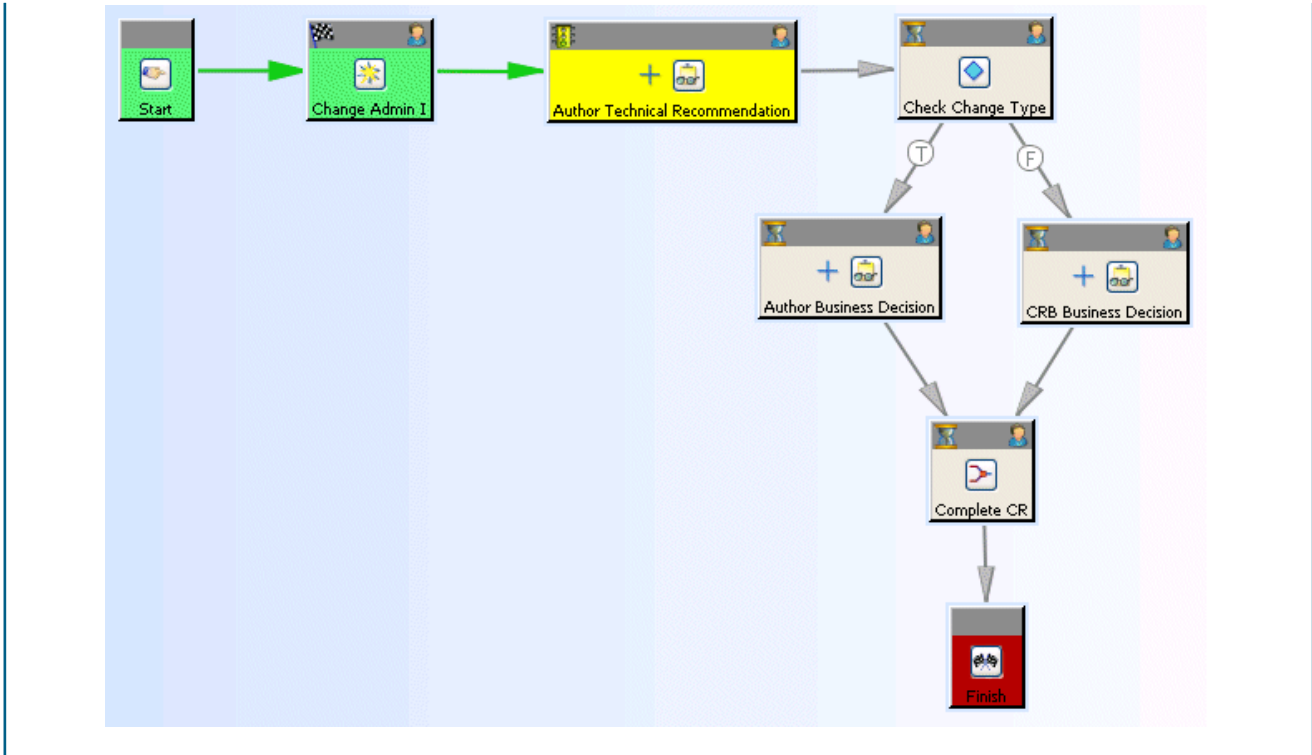 Start
Change Admin I
Author Technical Recommendation
Check Change Type
T
F
Author Business Decision
CRB Business Decision
Complete CR
Finish